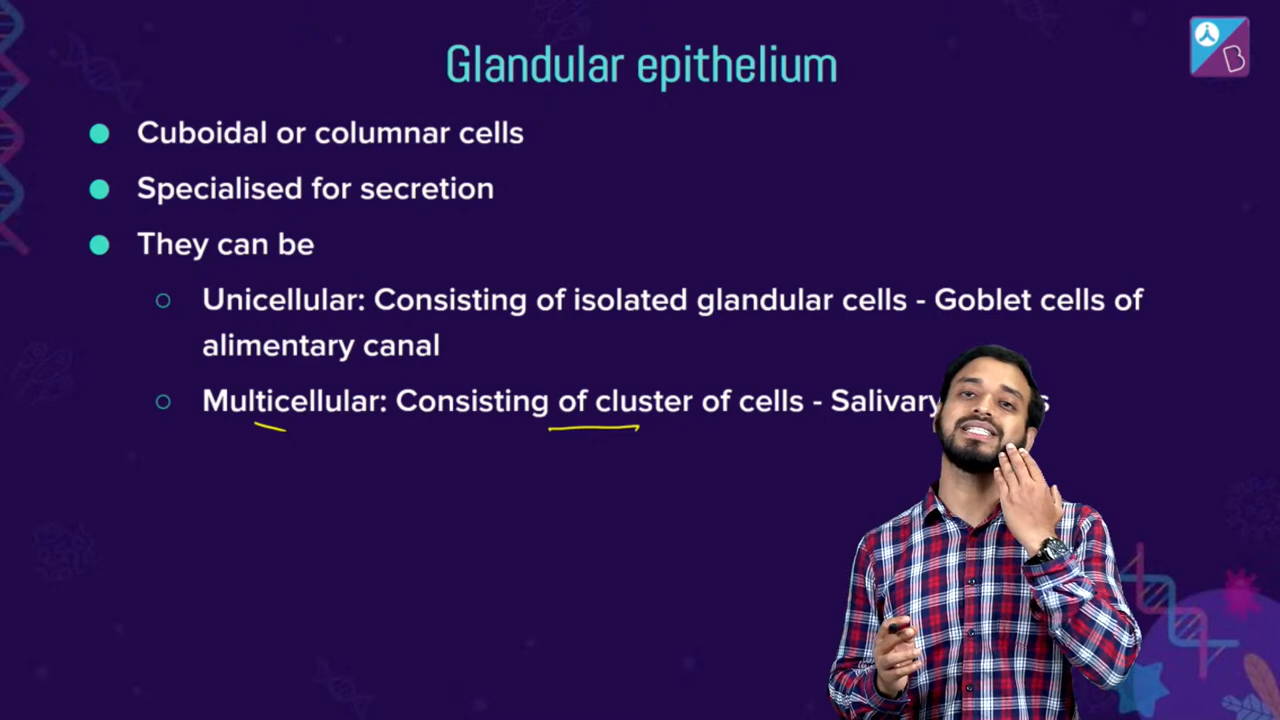 Glandular epithelium
Cuboidal or columnar cells
Specialised for secretion
They can be
Unicellular: Consisting of isolated glandular cells - Goblet cells of
alimentary canal
Multicellular: Consisting of cluster of cells - Salivary
B